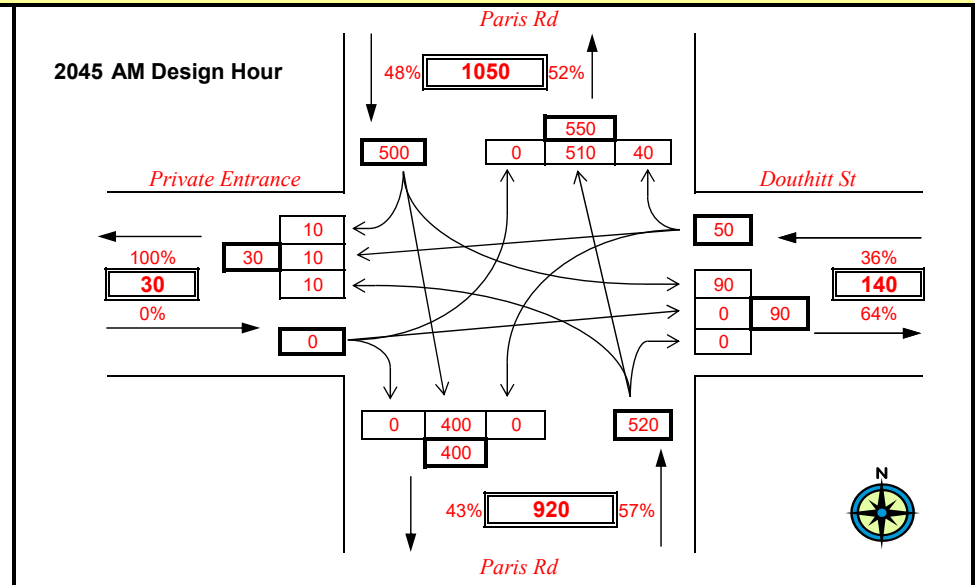 Paris Rd
2045 AM Design Hour
48% 1050 52%
550
500 0 510 40
Private Entrance Douthitt St
10 50
100% 30 10 36%
30 10 90 140
0% 0 90 64%
0 0
0 400 0 520
400
N
43% 920 57%
Paris Rd